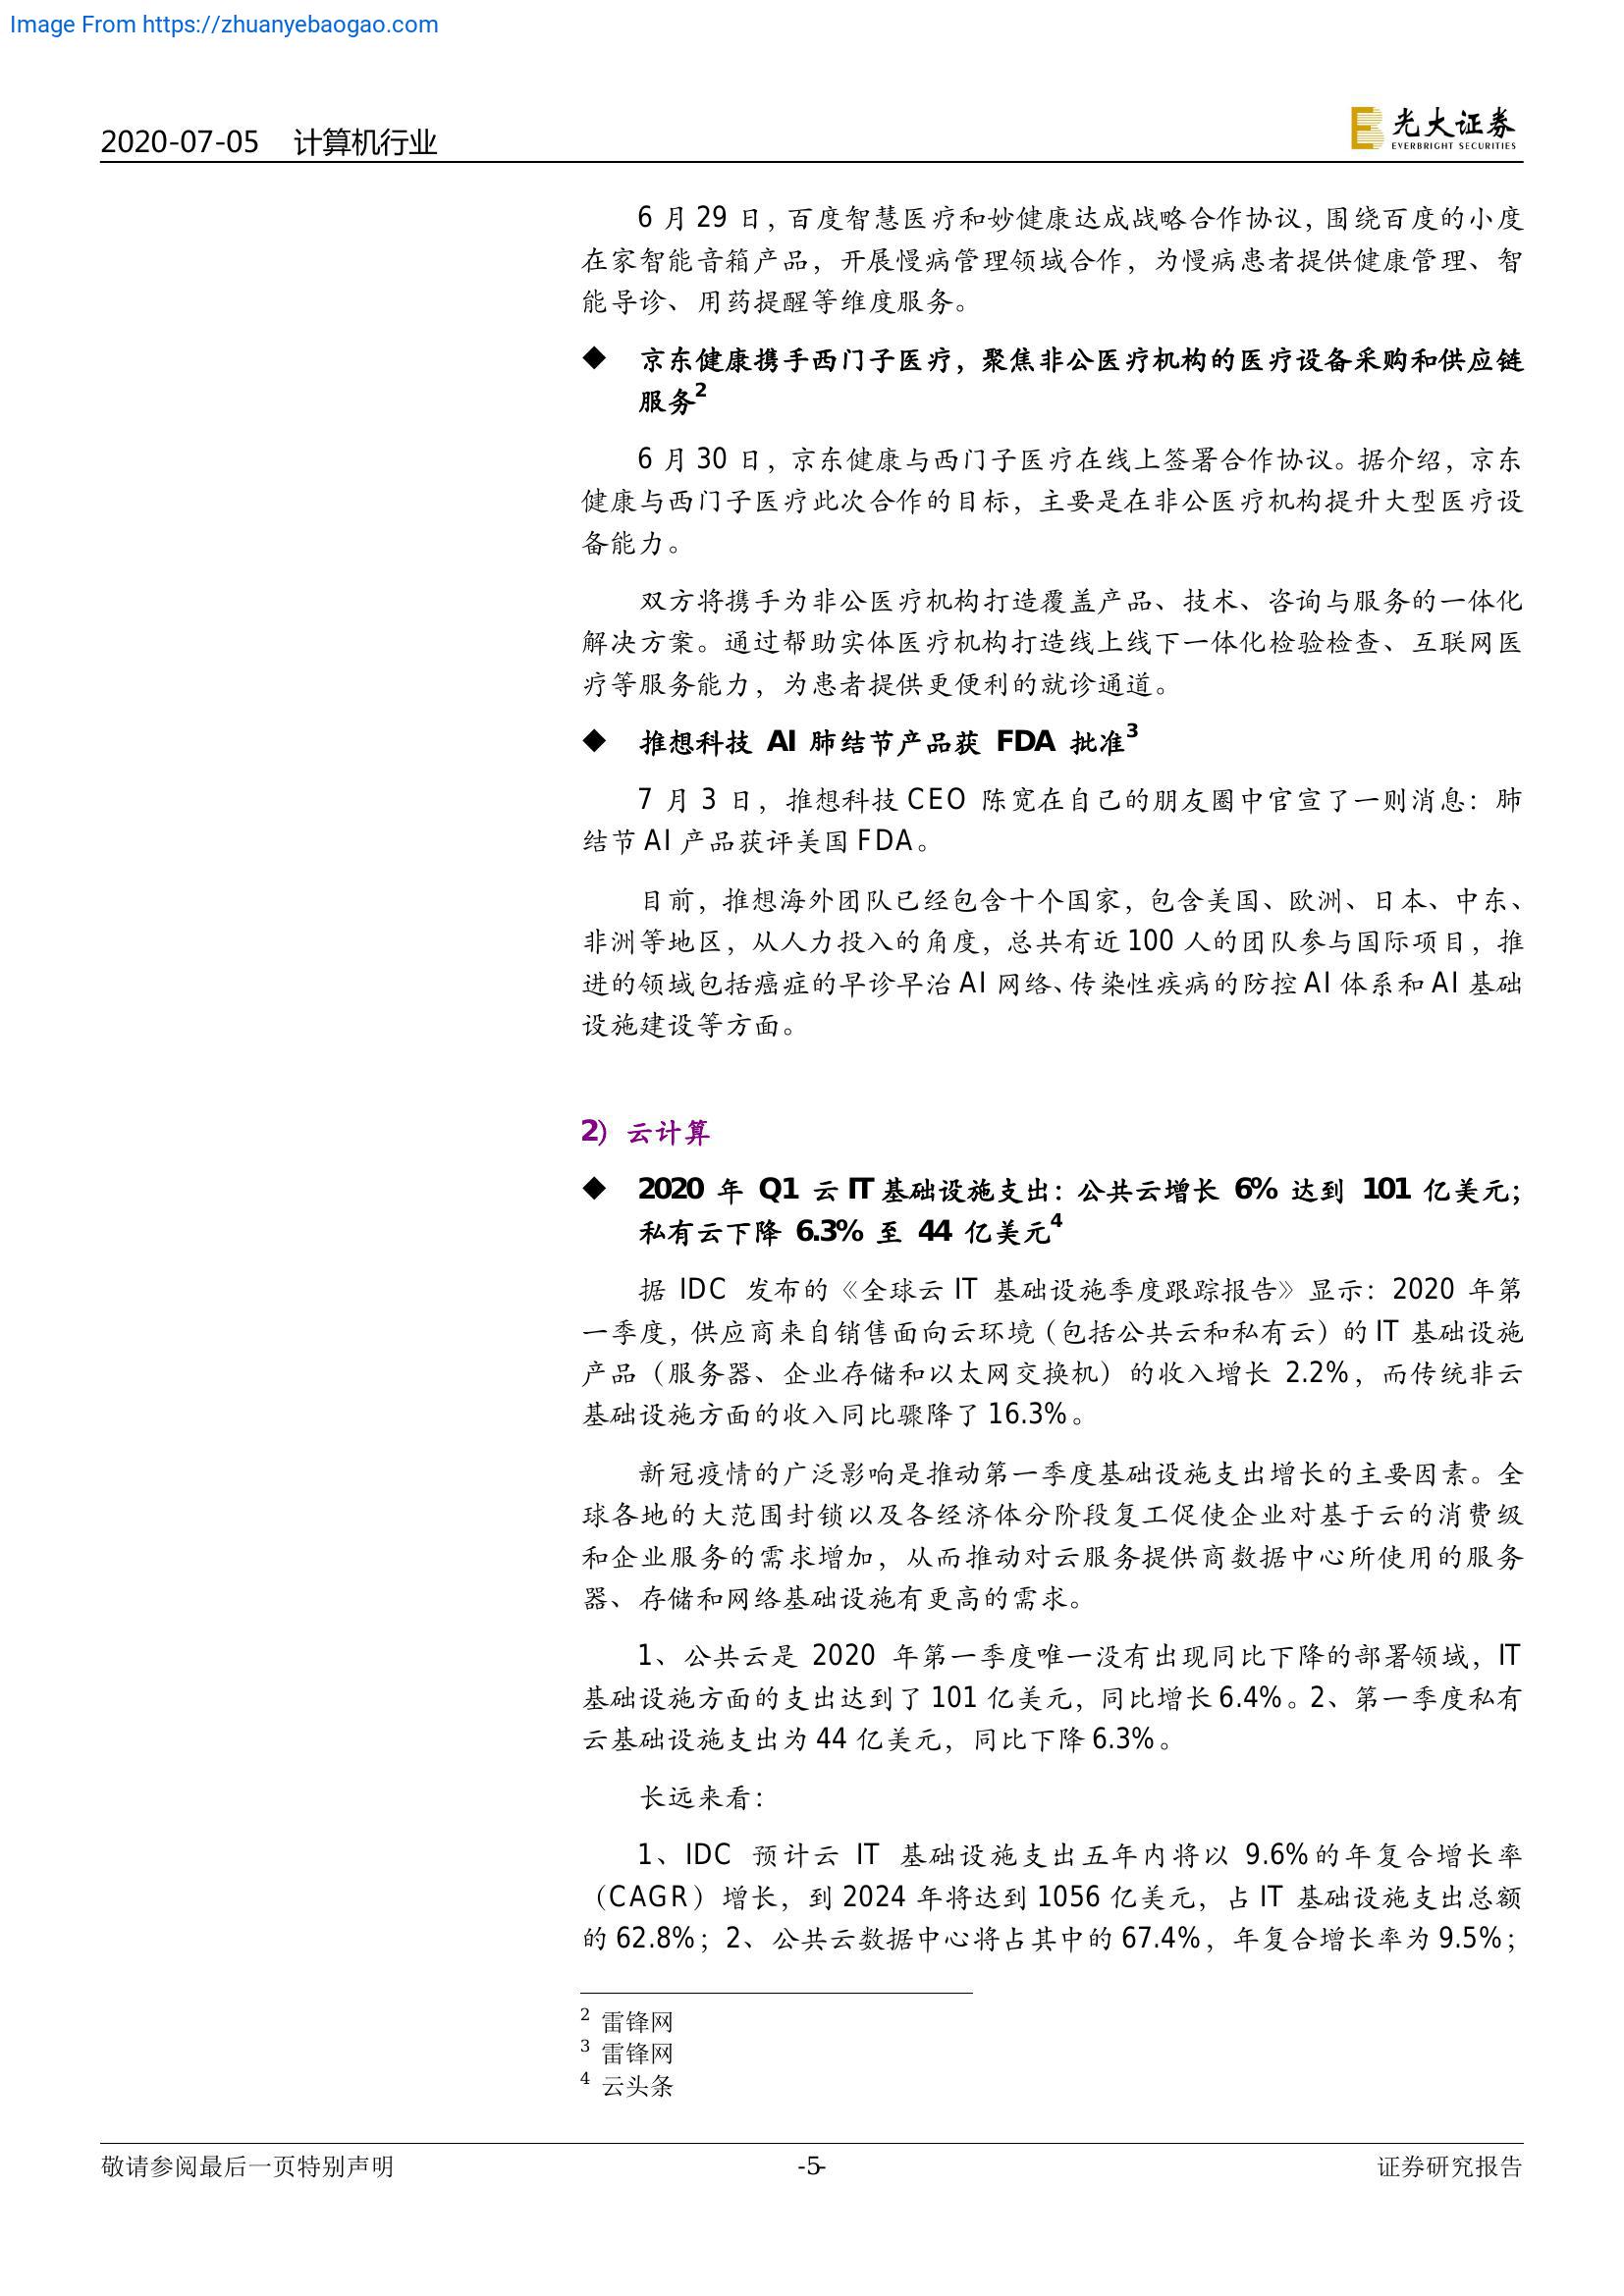 Image From https://zhuanyebaogao.com
2020-07-05 计算机行业
光大证券
EVERBRIGHT SECURITIES
6 月 29 日，百度智慧医疗和妙健康达成战略合作协议，围绕百度的小度
在家智能音箱产品，开展慢病管理领域合作，为慢病患者提供健康管理、智
能导诊、用药提醒等维度服务。
◆ 京东健康携手西门子医疗，聚焦非公医疗机构的医疗设备采购和供应链
服务2
6 月 30 日，京东健康与西门子医疗在线上签署合作协议。据介绍，京东
健康与西门子医疗此次合作的目标，主要是在非公医疗机构提升大型医疗设
备能力。
双方将携手为非公医疗机构打造覆盖产品、技术、咨询与服务的一体化
解决方案。通过帮助实体医疗机构打造线上线下一体化检验检查、互联网医
疗等服务能力，为患者提供更便利的就诊通道。
◆ 推想科技 AI 肺结节产品获 FDA 批准3
7 月 3 日，推想科技 CEO 陈宽在自己的朋友圈中官宣了一则消息：肺
结节 AI 产品获评美国 FDA。
目前，推想海外团队已经包含十个国家，包含美国、欧洲、日本、中东、
非洲等地区，从人力投入的角度，总共有近 100 人的团队参与国际项目，推
进的领域包括癌症的早诊早治 AI 网络、传染性疾病的防控 AI 体系和 AI 基础
设施建设等方面。
2）云计算
◆ 2020 年 Q1 云 IT 基础设施支出：公共云增长 6% 达到 101 亿美元；
私有云下降 6.3% 至 44 亿美元4
据 IDC 发布的《全球云 IT 基础设施季度跟踪报告》显示：2020 年第
一季度，供应商来自销售面向云环境（包括公共云和私有云）的 IT 基础设施
产品（服务器、企业存储和以太网交换机）的收入增长 2.2%，而传统非云
基础设施方面的收入同比骤降了 16.3%。
新冠疫情的广泛影响是推动第一季度基础设施支出增长的主要因素。全
球各地的大范围封锁以及各经济体分阶段复工促使企业对基于云的消费级
和企业服务的需求增加，从而推动对云服务提供商数据中心所使用的服务
器、存储和网络基础设施有更高的需求。
1、公共云是 2020 年第一季度唯一没有出现同比下降的部署领域，IT
基础设施方面的支出达到了 101 亿美元，同比增长 6.4%。2、第一季度私有
云基础设施支出为 44 亿美元，同比下降 6.3%。
长远来看：
1、IDC 预计云 IT 基础设施支出五年内将以 9.6%的年复合增长率
（CAGR）增长，到 2024 年将达到 1056 亿美元，占 IT 基础设施支出总额
的 62.8%；2、公共云数据中心将占其中的 67.4%，年复合增长率为 9.5%；
2 雷锋网
3 雷锋网
4 云头条
敬请参阅最后一页特别声明 -5- 证券研究报告